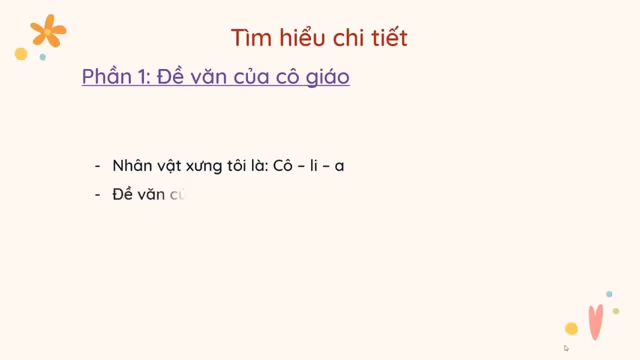 Tìm hiểu chi tiết
Phần 1: Đề văn của cô giáo
- Nhân vật xưng tôi là: Cô – li – a
- Đề văn củ